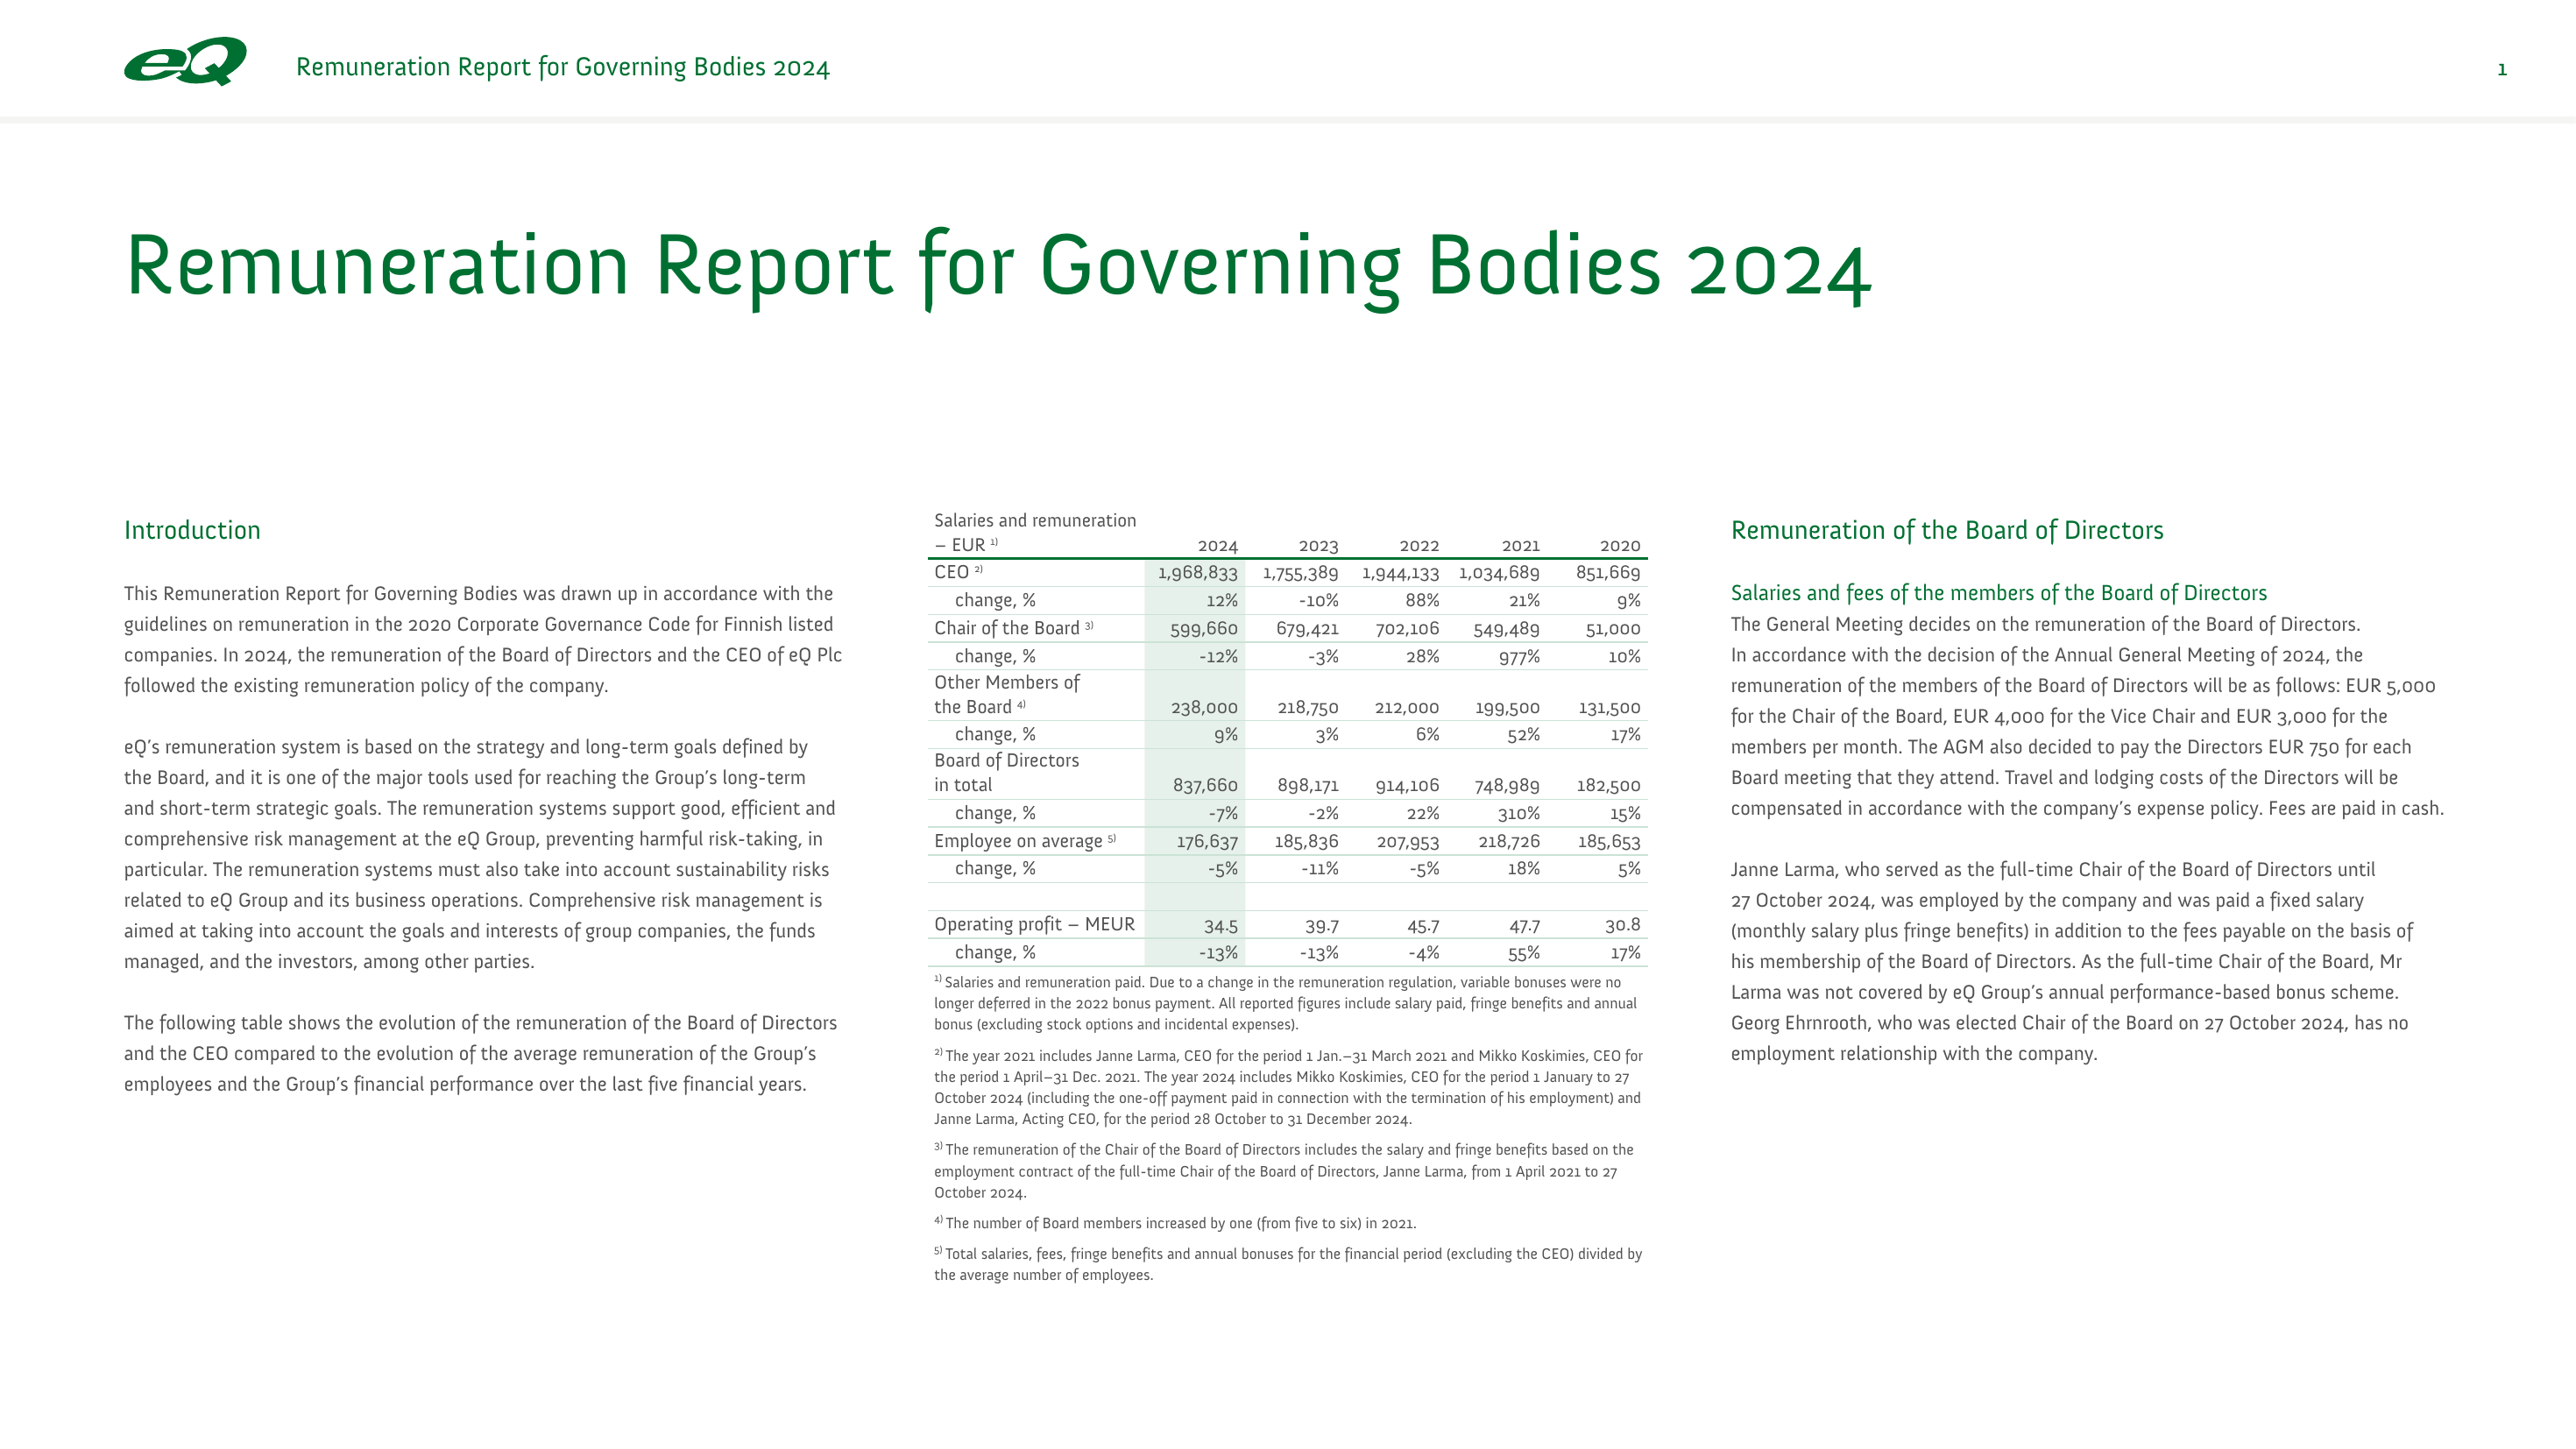 eQ Remuneration Report for Governing Bodies 2024 1
Remuneration Report for Governing Bodies 2024
Introduction
This Remuneration Report for Governing Bodies was drawn up in accordance with the
guidelines on remuneration in the 2020 Corporate Governance Code for Finnish listed
companies. In 2024, the remuneration of the Board of Directors and the CEO of eQ Plc
followed the existing remuneration policy of the company.
eQ’s remuneration system is based on the strategy and long-term goals defined by
the Board, and it is one of the major tools used for reaching the Group’s long-term
and short-term strategic goals. The remuneration systems support good, efficient and
comprehensive risk management at the eQ Group, preventing harmful risk-taking, in
particular. The remuneration systems must also take into account sustainability risks
related to eQ Group and its business operations. Comprehensive risk management is
aimed at taking into account the goals and interests of group companies, the funds
managed, and the investors, among other parties.
The following table shows the evolution of the remuneration of the Board of Directors
and the CEO compared to the evolution of the average remuneration of the Group’s
employees and the Group’s financial performance over the last five financial years.
Salaries and remuneration
– EUR 1) 2024 2023 2022 2021 2020
CEO 2) 1,968,833 1,755,389 1,944,133 1,034,689 851,669
change, % 12% -10% 88% 21% 9%
Chair of the Board 3) 599,660 679,421 702,106 549,489 51,000
change, % -12% -3% 28% 977% 10%
Other Members of
the Board 4) 238,000 218,750 212,000 199,500 131,500
change, % 9% 3% 6% 52% 17%
Board of Directors
in total 837,660 898,171 914,106 748,989 182,500
change, % -7% -2% 22% 310% 15%
Employee on average 5) 176,637 185,836 207,953 218,726 185,653
change, % -5% -11% -5% 18% 5%
Operating profit – MEUR 34.5 39.7 45.7 47.7 30.8
change, % -13% -13% -4% 55% 17%
1) Salaries and remuneration paid. Due to a change in the remuneration regulation, variable bonuses were no
longer deferred in the 2022 bonus payment. All reported figures include salary paid, fringe benefits and annual
bonus (excluding stock options and incidental expenses).
2) The year 2021 includes Janne Larma, CEO for the period 1 Jan.–31 March 2021 and Mikko Koskimies, CEO for
the period 1 April–31 Dec. 2021. The year 2024 includes Mikko Koskimies, CEO for the period 1 January to 27
October 2024 (including the one-off payment paid in connection with the termination of his employment) and
Janne Larma, Acting CEO, for the period 28 October to 31 December 2024.
3) The remuneration of the Chair of the Board of Directors includes the salary and fringe benefits based on the
employment contract of the full-time Chair of the Board of Directors, Janne Larma, from 1 April 2021 to 27
October 2024.
4) The number of Board members increased by one (from five to six) in 2021.
5) Total salaries, fees, fringe benefits and annual bonuses for the financial period (excluding the CEO) divided by
the average number of employees.
Remuneration of the Board of Directors
Salaries and fees of the members of the Board of Directors
The General Meeting decides on the remuneration of the Board of Directors.
In accordance with the decision of the Annual General Meeting of 2024, the
remuneration of the members of the Board of Directors will be as follows: EUR 5,000
for the Chair of the Board, EUR 4,000 for the Vice Chair and EUR 3,000 for the
members per month. The AGM also decided to pay the Directors EUR 750 for each
Board meeting that they attend. Travel and lodging costs of the Directors will be
compensated in accordance with the company’s expense policy. Fees are paid in cash.
Janne Larma, who served as the full-time Chair of the Board of Directors until
27 October 2024, was employed by the company and was paid a fixed salary
(monthly salary plus fringe benefits) in addition to the fees payable on the basis of
his membership of the Board of Directors. As the full-time Chair of the Board, Mr
Larma was not covered by eQ Group’s annual performance-based bonus scheme.
Georg Ehrnrooth, who was elected Chair of the Board on 27 October 2024, has no
employment relationship with the company.